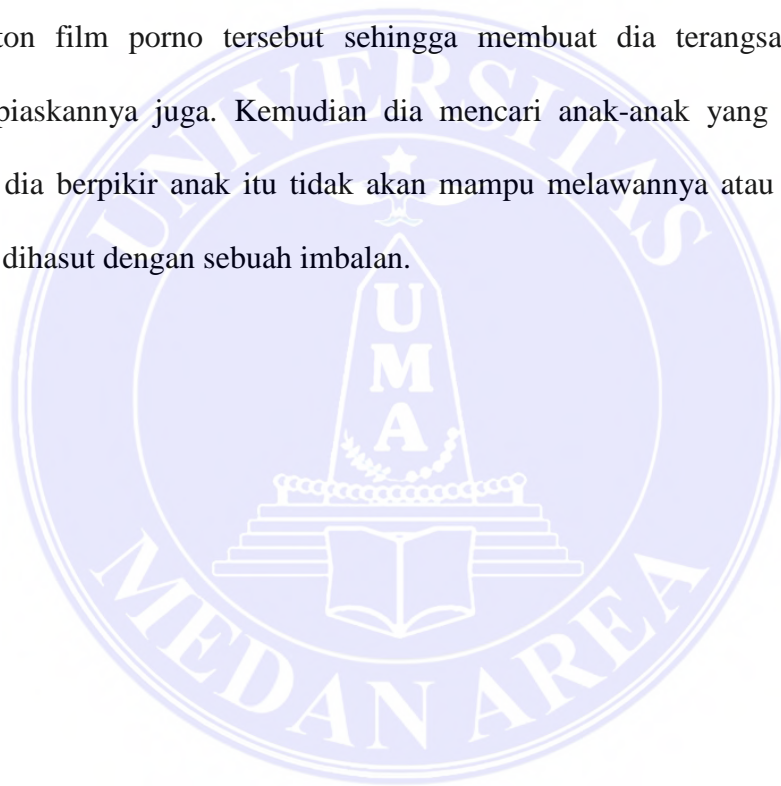 ton film porno tersebut sehingga membuat dia terangsa
piaskannya juga. Kemudian dia mencari anak-anak yang
dia berpikir anak itu tidak akan mampu melawannya atau
dihasut dengan sebuah imbalan.
UNIVERSITAS
UMA
MEDAN AREA